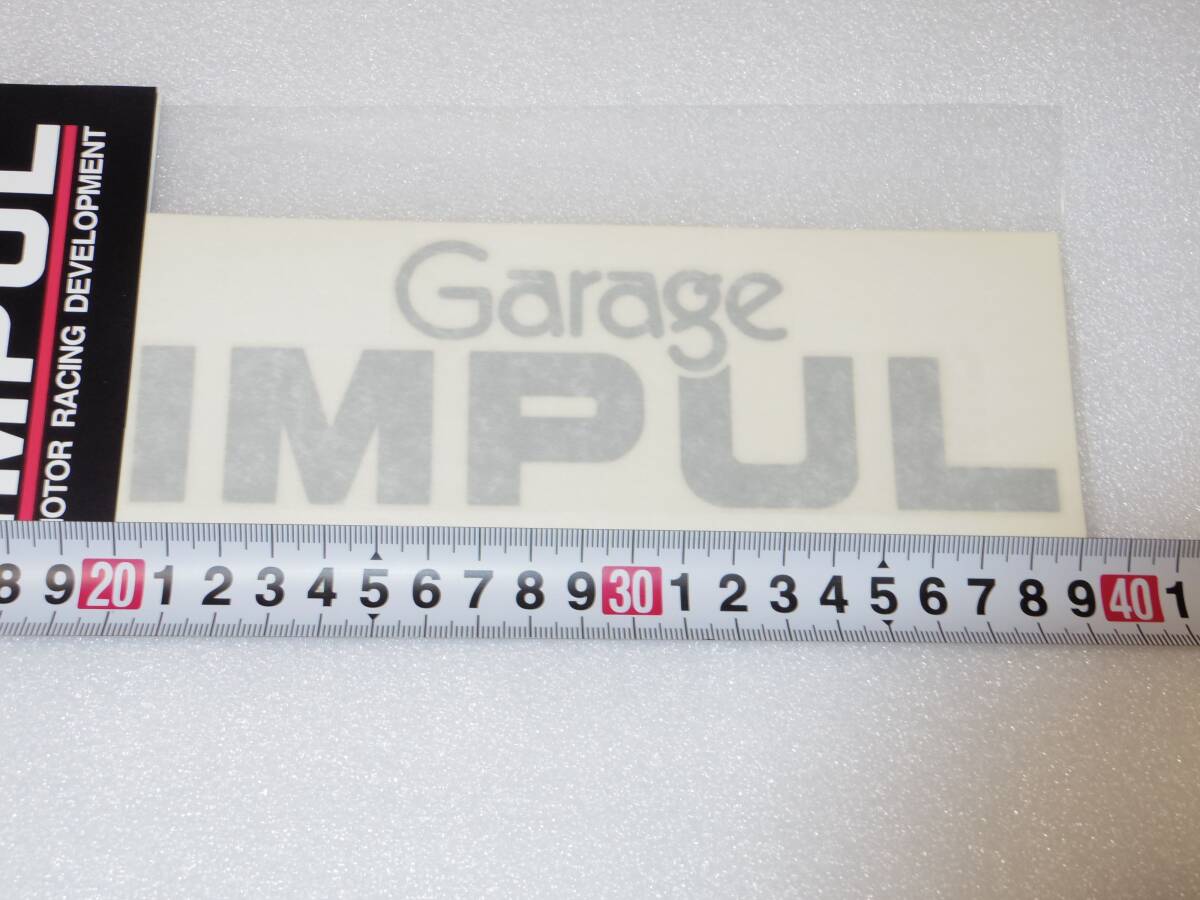 IMPUL
MOTOR RACING DEVELOPMENT
Garage
IMPUL
8 9 20 1 2 3 4 5 6 7 8 9 30 1 2 3 4 5 6 7 8 9 40 1